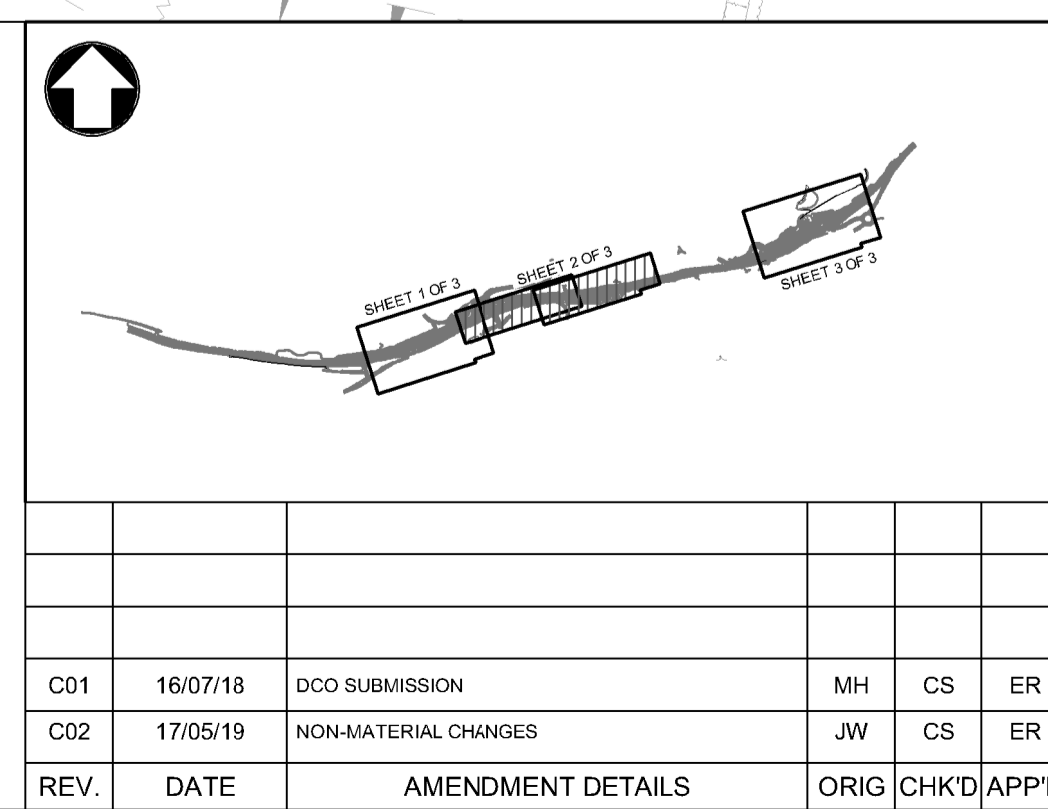 SHEET 1 OF 3
SHEET 2 OF 3
SHEET 3 OF 3
C01 16/07/18 DCO SUBMISSION MH CS ER
C02 17/05/19 NON-MATERIAL CHANGES JW CS ER
REV. DATE AMENDMENT DETAILS ORIG CHK'D APP'